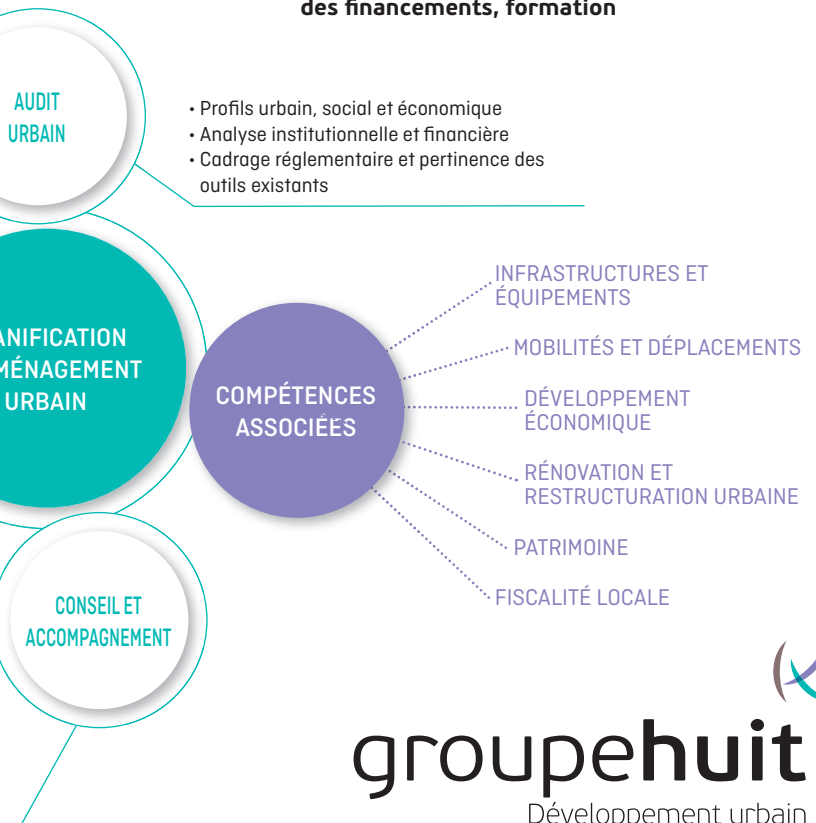 des financements, formation
AUDIT
URBAIN
• Profils urbain, social et économique
• Analyse institutionnelle et financière
• Cadrage réglementaire et pertinence des
outils existants
ANIFICATION
MÉNAGEMENT
URBAIN
COMPÉTENCES
ASSOCIÉES
INFRASTRUCTURES ET
ÉQUIPEMENTS
MOBILITÉS ET DÉPLACEMENTS
DÉVELOPPEMENT
ÉCONOMIQUE
RÉNOVATION ET
RESTRUCTURATION URBAINE
PATRIMOINE
FISCALITÉ LOCALE
CONSEIL ET
ACCOMPAGNEMENT
groupehuit
Développement urbain